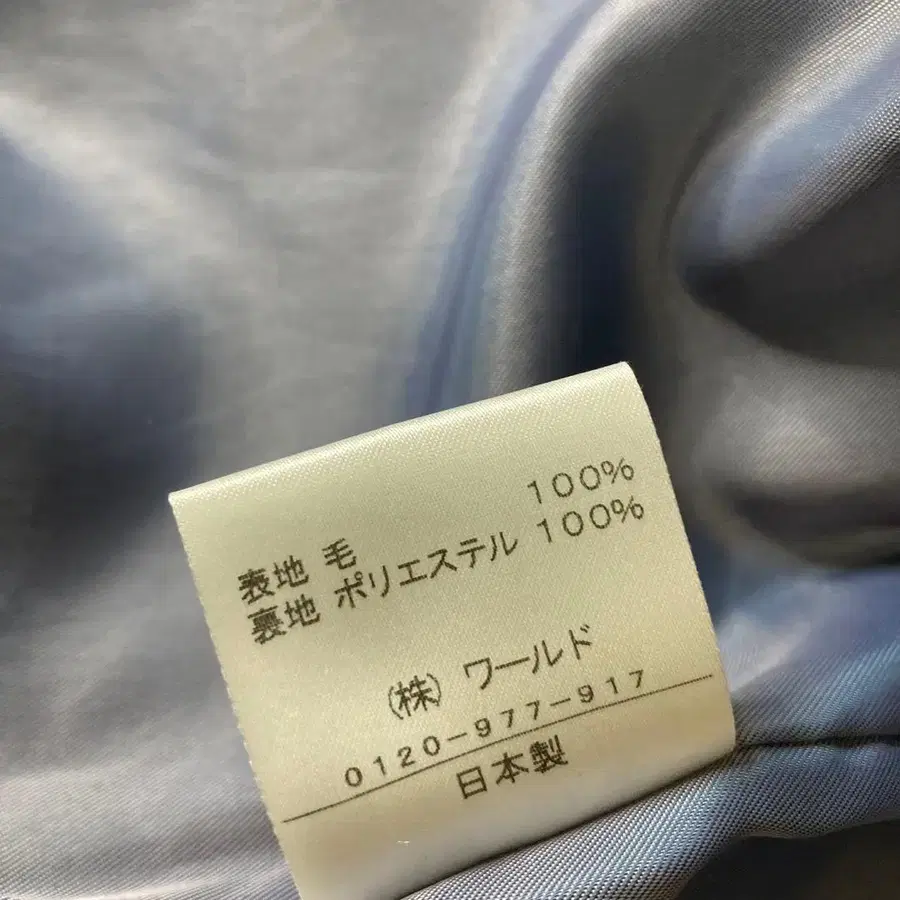 表地 毛 100%
裏地 ポリエステル 100%
(株) ワールド
0120-977-917
日本製